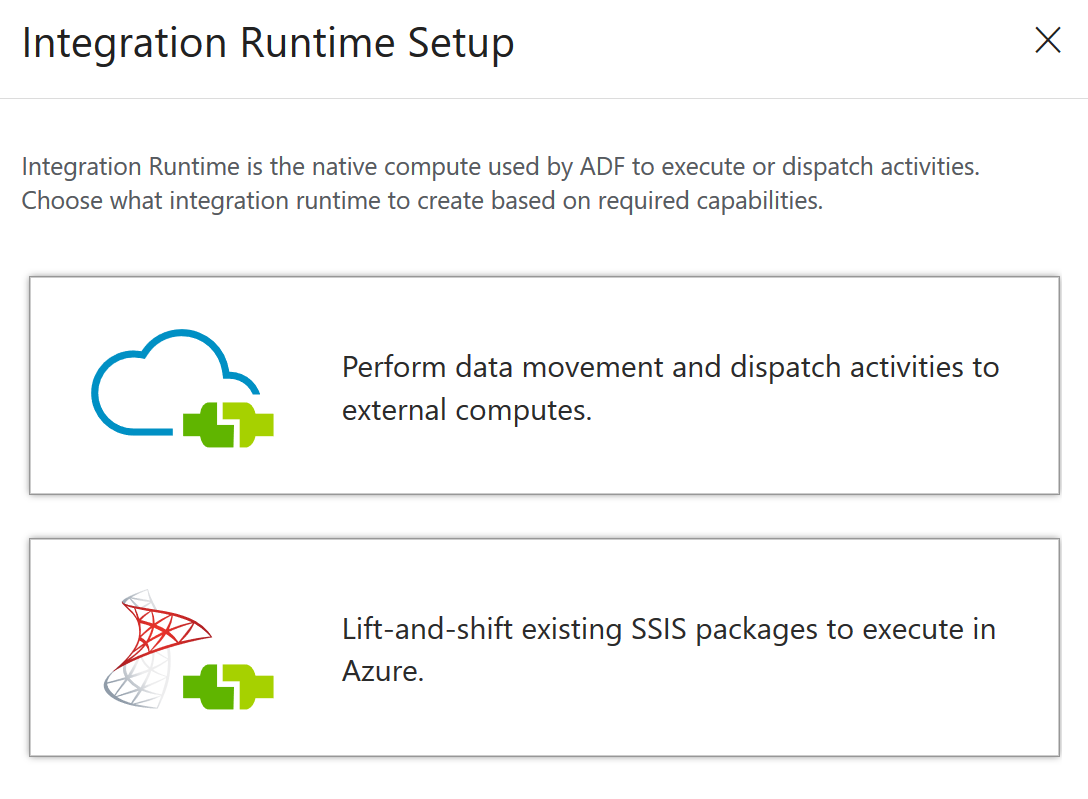 Integration Runtime Setup
Integration Runtime is the native compute used by ADF to execute or dispatch activities.
Choose what integration runtime to create based on required capabilities.
Perform data movement and dispatch activities to
external computes.
Lift-and-shift existing SSIS packages to execute in
Azure.